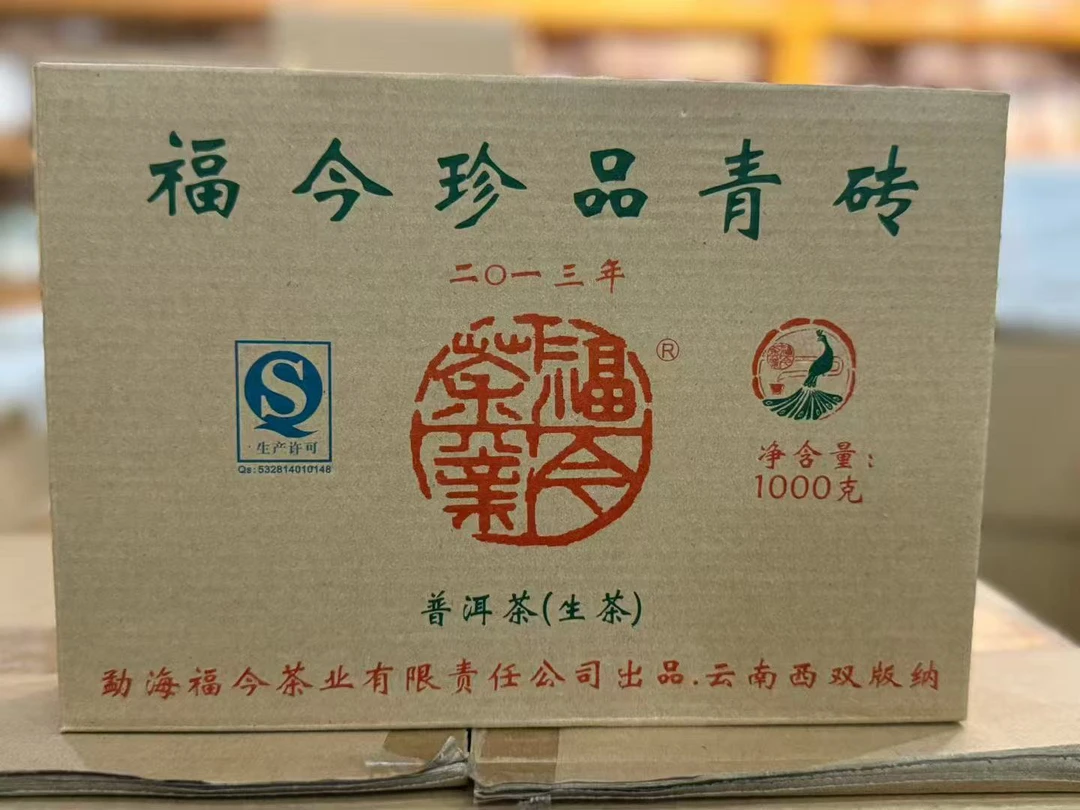 福今珍品青砖
二〇一三年
福今茶業
®
生产许可
QS:532814010148
净含量:
1000克
普洱茶(生茶)
勐海福今茶业有限责任公司出品.云南西双版纳